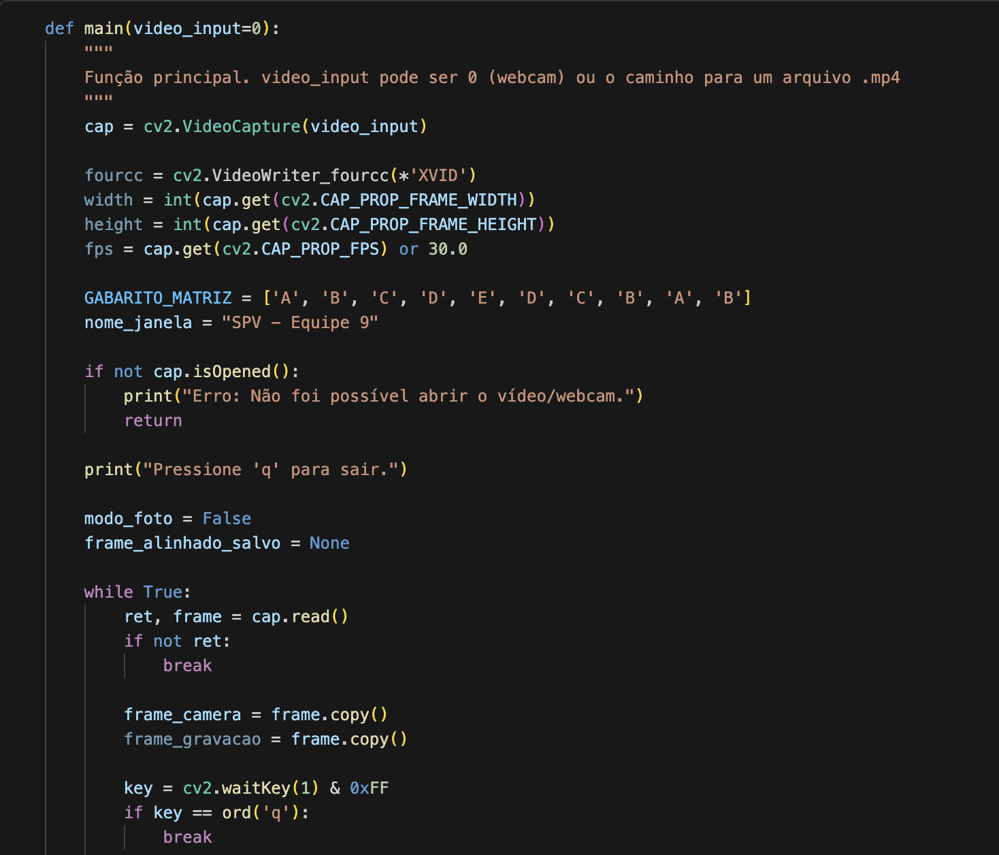 def main(video_input=0):
    """
    Função principal. video_input pode ser 0 (webcam) ou o caminho para um arquivo .mp4
    """
    cap = cv2.VideoCapture(video_input)

    fourcc = cv2.VideoWriter_fourcc(*'XVID')
    width = int(cap.get(cv2.CAP_PROP_FRAME_WIDTH))
    height = int(cap.get(cv2.CAP_PROP_FRAME_HEIGHT))
    fps = cap.get(cv2.CAP_PROP_FPS) or 30.0

    GABARITO_MATRIZ = ['A', 'B', 'C', 'D', 'E', 'D', 'C', 'B', 'A', 'B']
    nome_janela = "SPV - Equipe 9"

    if not cap.isOpened():
        print("Erro: Não foi possível abrir o vídeo/webcam.")
        return

    print("Pressione 'q' para sair.")

    modo_foto = False
    frame_alinhado_salvo = None

    while True:
        ret, frame = cap.read()
        if not ret:
            break

        frame_camera = frame.copy()
        frame_gravacao = frame.copy()

        key = cv2.waitKey(1) & 0xFF
        if key == ord('q'):
            break